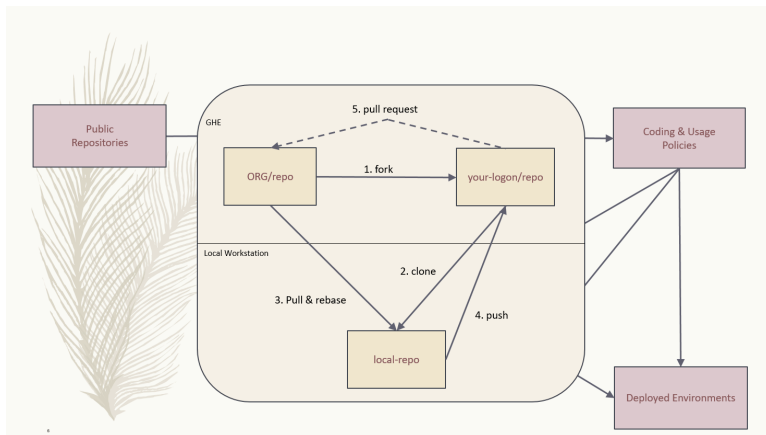 5. pull request
GHE
Public
Repositories
Coding & Usage
Policies
ORG/repo
1. fork
your-logon/repo
Local Workstation
2. clone
3. Pull & rebase
4. push
local-repo
Deployed Environments